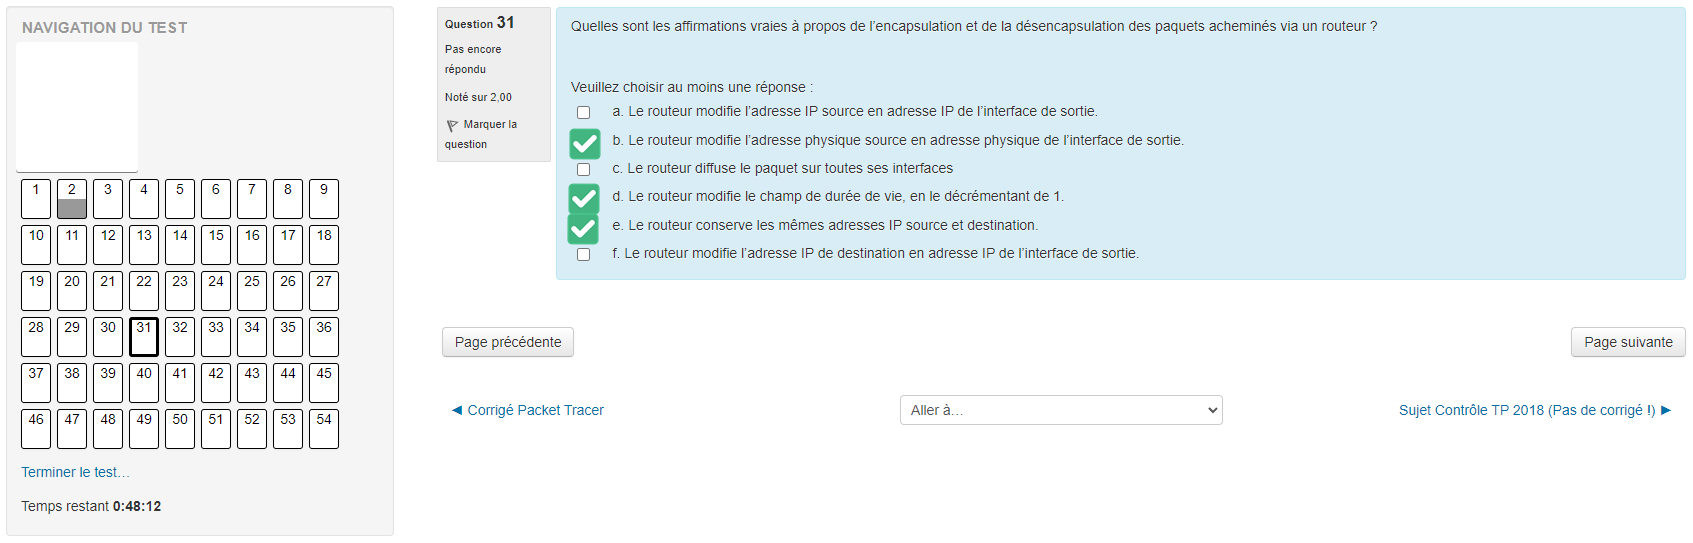 NAVIGATION DU TEST
1 2 3 4 5 6 7 8 9
10 11 12 13 14 15 16 17 18
19 20 21 22 23 24 25 26 27
28 29 30 31 32 33 34 35 36
37 38 39 40 41 42 43 44 45
46 47 48 49 50 51 52 53 54
Terminer le test…
Temps restant 0:48:12
Question 31
Pas encore
répondu
Noté sur 2,00
Marquer la
question
Quelles sont les affirmations vraies à propos de l’encapsulation et de la désencapsulation des paquets acheminés via un routeur ?
Veuillez choisir au moins une réponse :
a. Le routeur modifie l’adresse IP source en adresse IP de l’interface de sortie.
b. Le routeur modifie l’adresse physique source en adresse physique de l’interface de sortie.
c. Le routeur diffuse le paquet sur toutes ses interfaces
d. Le routeur modifie le champ de durée de vie, en le décrémentant de 1.
e. Le routeur conserve les mêmes adresses IP source et destination.
f. Le routeur modifie l’adresse IP de destination en adresse IP de l’interface de sortie.
Page précédente
Page suivante
◄ Corrigé Packet Tracer
Aller à…
Sujet Contrôle TP 2018 (Pas de corrigé !) ►